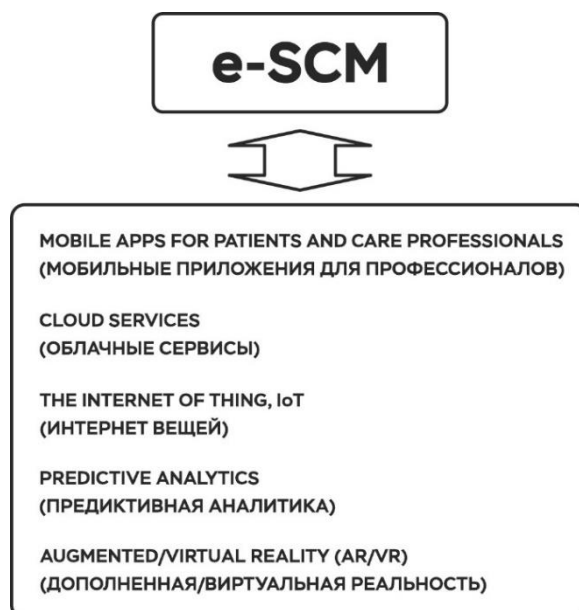 e-SCM
MOBILE APPS FOR PATIENTS AND CARE PROFESSIONALS
(МОБИЛЬНЫЕ ПРИЛОЖЕНИЯ ДЛЯ ПРОФЕССИОНАЛОВ)
CLOUD SERVICES
(ОБЛАЧНЫЕ СЕРВИСЫ)
THE INTERNET OF THING, IoT
(ИНТЕРНЕТ ВЕЩЕЙ)
PREDICTIVE ANALYTICS
(ПРЕДИКТИВНАЯ АНАЛИТИКА)
AUGMENTED/VIRTUAL REALITY (AR/VR)
(ДОПОЛНЕННАЯ/ВИРТУАЛЬНАЯ РЕАЛЬНОСТЬ)